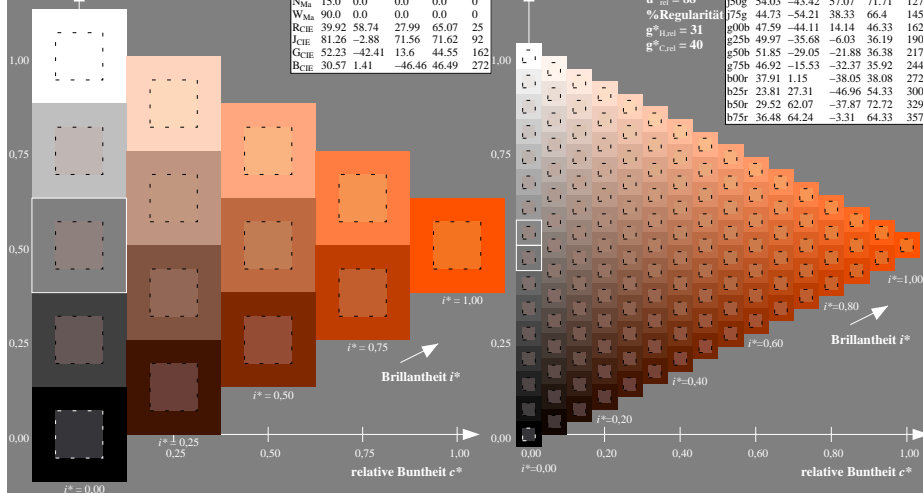 N_Ma 15.0 0.0 0.0 0.0 0
W_Ma 90.0 0.0 0.0 0.0 0
R_CIE 39.92 58.74 27.99 65.07 25
J_CIE 81.26 −2.88 71.56 71.62 92
G_CIE 52.23 −42.41 13.6 44.55 162
B_CIE 30.57 1.41 −46.46 46.49 272
1,00
0,75
0,50
0,25
0,00
i* = 1,00
i* = 0,75
Brillantheit i*
i* = 0,50
i* = 0,25
0,25 0,50 0,75 1,00
relative Buntheit c*
i* = 0,00
%Regularität
g*H,rel = 31
g*C,rel = 40
j50g 54.03 −43.42 57.07 71.71 127
j75g 44.73 −54.21 38.33 66.4 145
g00b 47.59 −44.11 14.14 46.33 162
g25b 49.97 −35.68 −6.03 36.19 190
g50b 51.85 −29.05 −21.88 36.38 217
g75b 46.92 −15.53 −32.37 35.92 244
b00r 37.91 1.15 −38.05 38.08 272
b25r 23.81 27.31 −46.96 54.33 300
b50r 29.52 62.07 −37.87 72.72 329
b75r 36.48 64.24 −3.31 64.33 357
1,00
0,75
0,50
0,25
0,00
i*=1,00
i*=0,80
Brillantheit i*
i*=0,60
i*=0,40
i*=0,20
0,00 0,20 0,40 0,60 0,80 1,00
relative Buntheit c*
i*=0,00